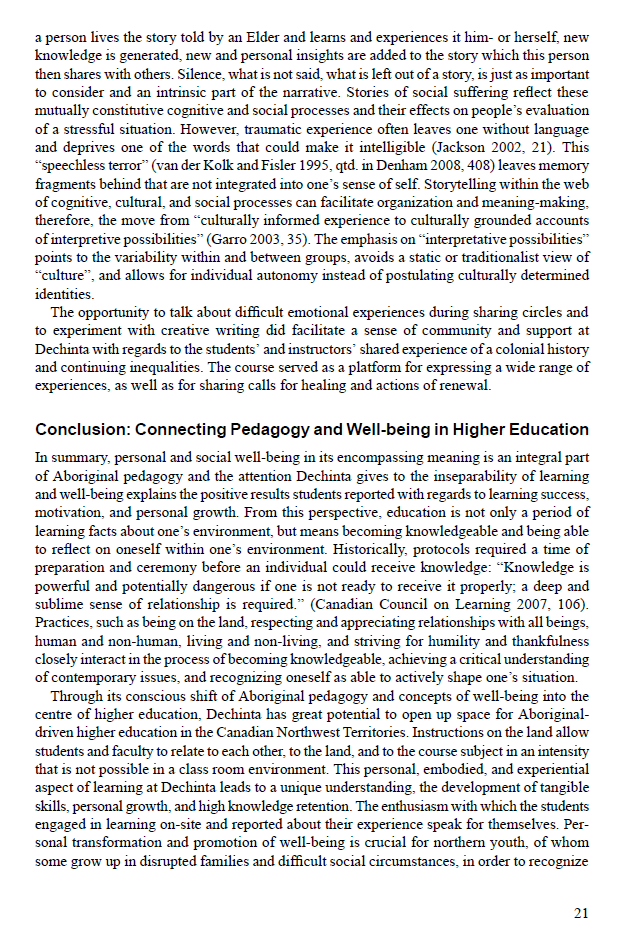 a person lives the story told by an Elder and learns and experiences it him- or herself, new
knowledge is generated, new and personal insights are added to the story which this person
then shares with others. Silence, what is not said, what is left out of a story, is just as important
to consider and an intrinsic part of the narrative. Stories of social suffering reflect these
mutually constitutive cognitive and social processes and their effects on people’s evaluation
of a stressful situation. However, traumatic experience often leaves one without language
and deprives one of the words that could make it intelligible (Jackson 2002, 21). This
“speechless terror” (van der Kolk and Fisler 1995, qtd. in Denham 2008, 408) leaves memory
fragments behind that are not integrated into one’s sense of self. Storytelling within the web
of cognitive, cultural, and social processes can facilitate organization and meaning-making,
therefore, the move from “culturally informed experience to culturally grounded accounts
of interpretive possibilities” (Garro 2003, 35). The emphasis on “interpretative possibilities”
points to the variability within and between groups, avoids a static or traditionalist view of
“culture”, and allows for individual autonomy instead of postulating culturally determined
identities.
The opportunity to talk about difficult emotional experiences during sharing circles and
to experiment with creative writing did facilitate a sense of community and support at
Dechinta with regards to the students’ and instructors’ shared experience of a colonial history
and continuing inequalities. The course served as a platform for expressing a wide range of
experiences, as well as for sharing calls for healing and actions of renewal.
Conclusion: Connecting Pedagogy and Well-being in Higher Education
In summary, personal and social well-being in its encompassing meaning is an integral part
of Aboriginal pedagogy and the attention Dechinta gives to the inseparability of learning
and well-being explains the positive results students reported with regards to learning success,
motivation, and personal growth. From this perspective, education is not only a period of
learning facts about one’s environment, but means becoming knowledgeable and being able
to reflect on oneself within one’s environment. Historically, protocols required a time of
preparation and ceremony before an individual could receive knowledge: “Knowledge is
powerful and potentially dangerous if one is not ready to receive it properly; a deep and
sublime sense of relationship is required.” (Canadian Council on Learning 2007, 106).
Practices, such as being on the land, respecting and appreciating relationships with all beings,
human and non-human, living and non-living, and striving for humility and thankfulness
closely interact in the process of becoming knowledgeable, achieving a critical understanding
of contemporary issues, and recognizing oneself as able to actively shape one’s situation.
Through its conscious shift of Aboriginal pedagogy and concepts of well-being into the
centre of higher education, Dechinta has great potential to open up space for Aboriginal-
driven higher education in the Canadian Northwest Territories. Instructions on the land allow
students and faculty to relate to each other, to the land, and to the course subject in an intensity
that is not possible in a class room environment. This personal, embodied, and experiential
aspect of learning at Dechinta leads to a unique understanding, the development of tangible
skills, personal growth, and high knowledge retention. The enthusiasm with which the students
engaged in learning on-site and reported about their experience speak for themselves. Per-
sonal transformation and promotion of well-being is crucial for northern youth, of whom
some grow up in disrupted families and difficult social circumstances, in order to recognize
21